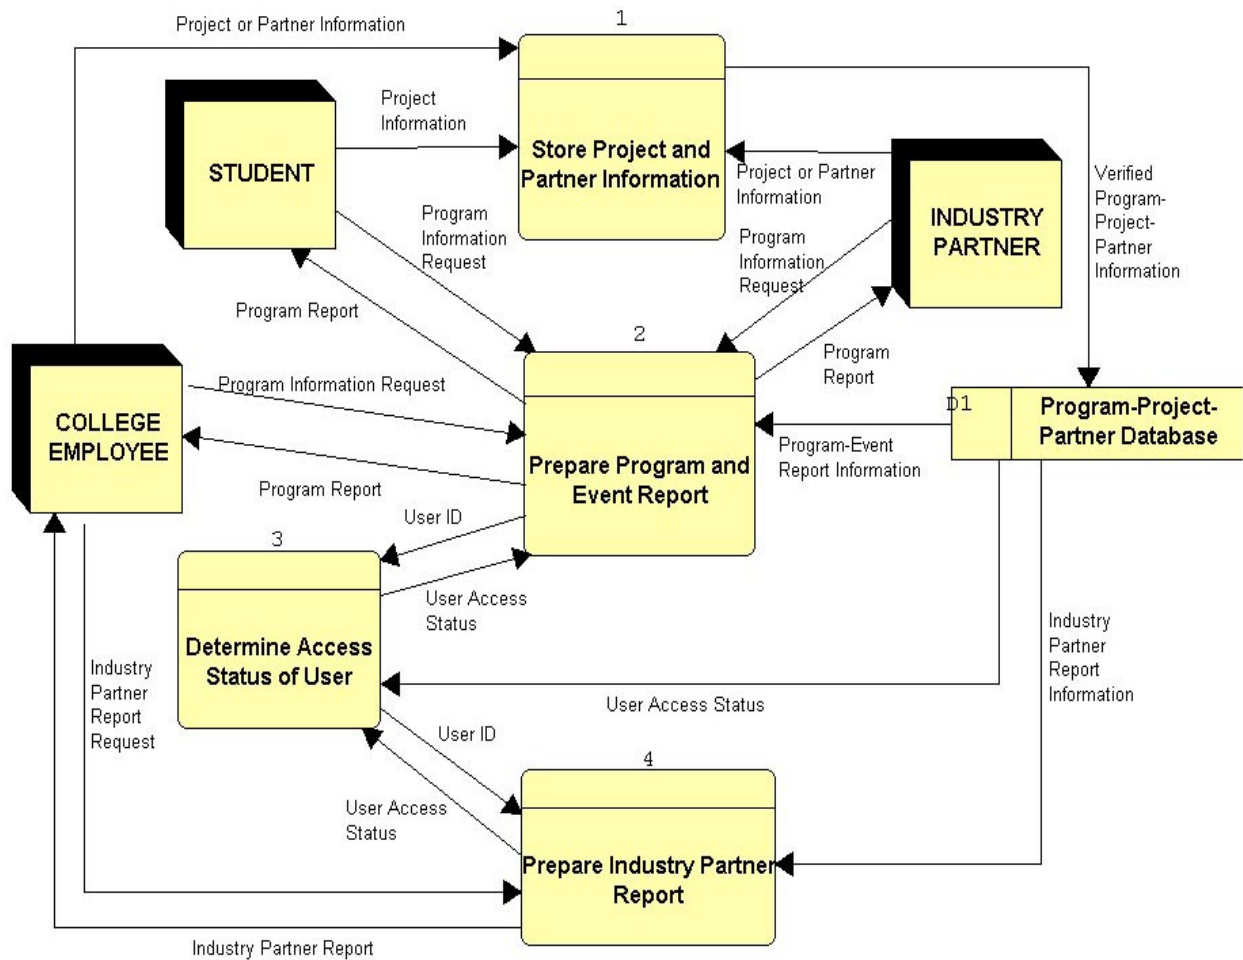 Project or Partner Information
1
Project
Information
STUDENT
Store Project and
Partner Information
Project or Partner
Information
INDUSTRY
PARTNER
Verified
Program-
Project-
Partner
Information
Program
Information
Request
Program
Information
Request
Program Report
2
Program
Report
COLLEGE
EMPLOYEE
Program Information Request
Prepare Program and
Event Report
D1
Program-Project-
Partner Database
Program-Event
Report Information
Program Report
User ID
3
User Access
Status
Determine Access
Status of User
Industry
Partner
Report
Request
Industry
Partner
Report
Information
User Access Status
User ID
4
User Access
Status
Prepare Industry Partner
Report
Industry Partner Report